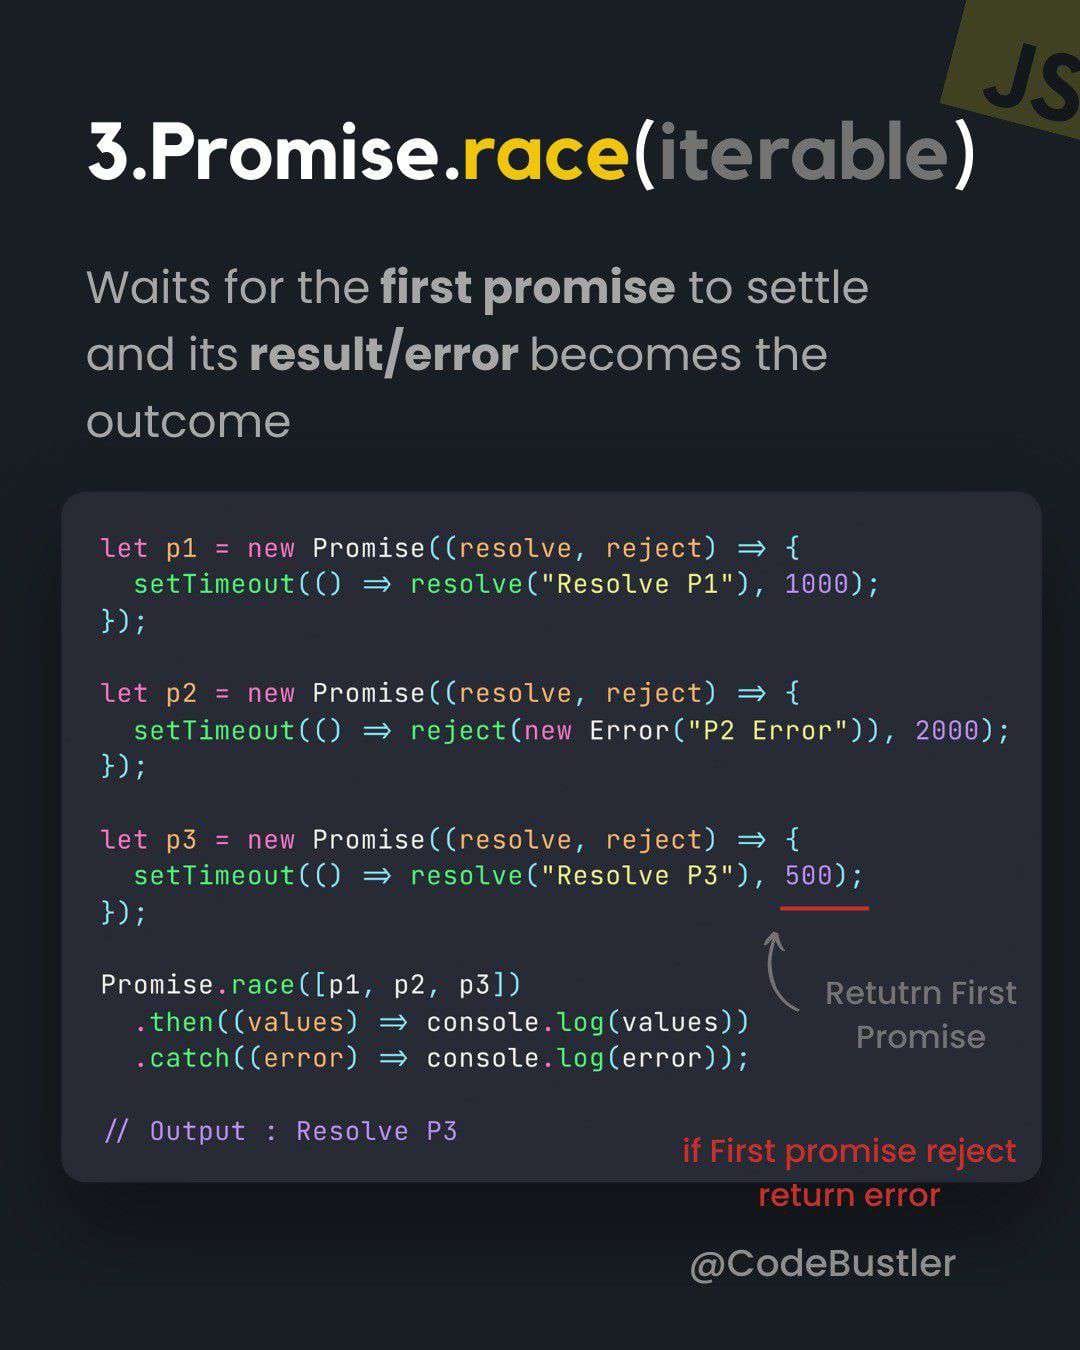 JS
3.Promise.race(iterable)
Waits for the first promise to settle
and its result/error becomes the
outcome
let p1 = new Promise((resolve, reject) => {
  setTimeout(() => resolve("Resolve P1"), 1000);
});
let p2 = new Promise((resolve, reject) => {
  setTimeout(() => reject(new Error("P2 Error")), 2000);
});
let p3 = new Promise((resolve, reject) => {
  setTimeout(() => resolve("Resolve P3"), 500);
});
Promise.race([p1, p2, p3])
  .then((values) => console.log(values))
  .catch((error) => console.log(error));
Retutrn First
Promise
// Output : Resolve P3
if First promise reject
return error
@CodeBustler